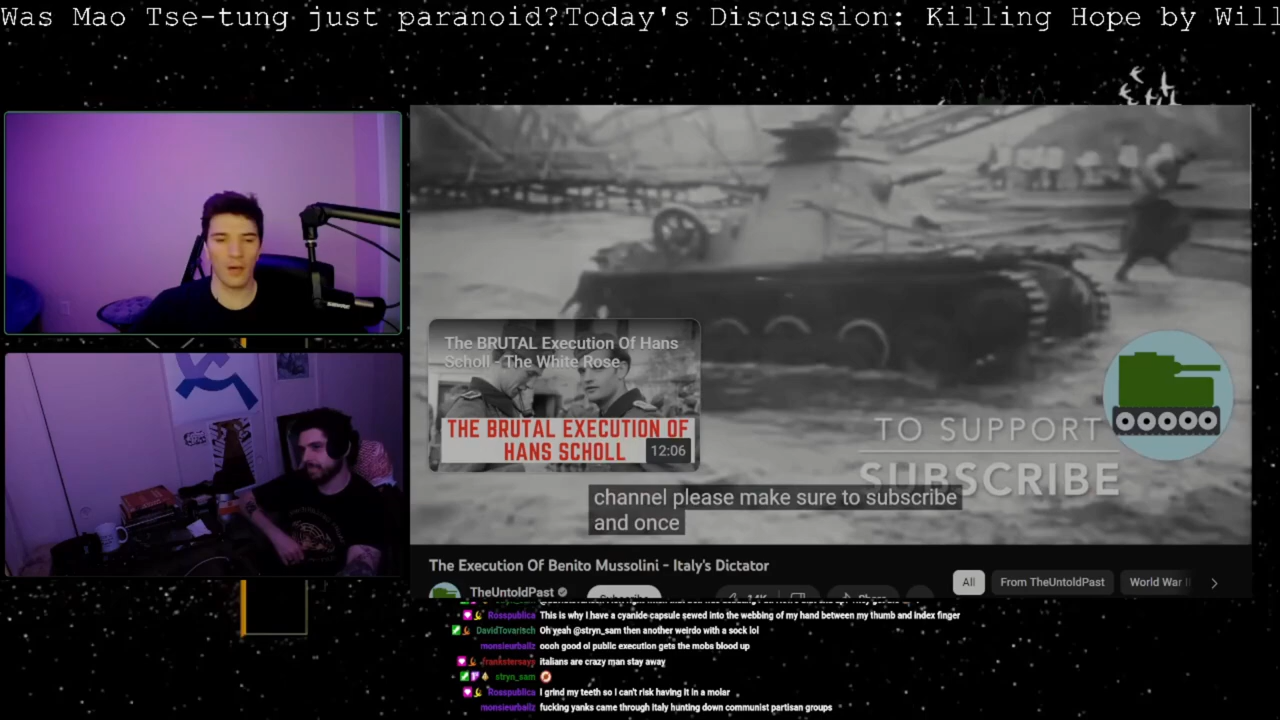 Was Mao Tse-tung just paranoid?Today's Discussion: Killing Hope by Will
The BRUTAL Execution Of Hans
Scholl - The White Rose
THE BRUTAL EXECUTION OF
HANS SCHOLL
12:06
TO SUPPORT
SUBSCRIBE
channel please make sure to subscribe
and once
The Execution Of Benito Mussolini - Italy's Dictator
TheUntoldPast
All
From TheUntoldPast
World War II
Rosspublica This is why I have a cyanide capsule sewed into the webbing of my hand between my thumb and index finger
DavidTovarisch Oh yeah @stryn_sam then another weirdo with a sock lol
monsieurballz oooh good ol public execution gets the mobs blood up
frankstersays italians are crazy man stay away
stryn_sam
Rosspublica I grind my teeth so I can't risk having it in a molar
monsieurballz fucking yanks came through italy hunting down communist partisan groups